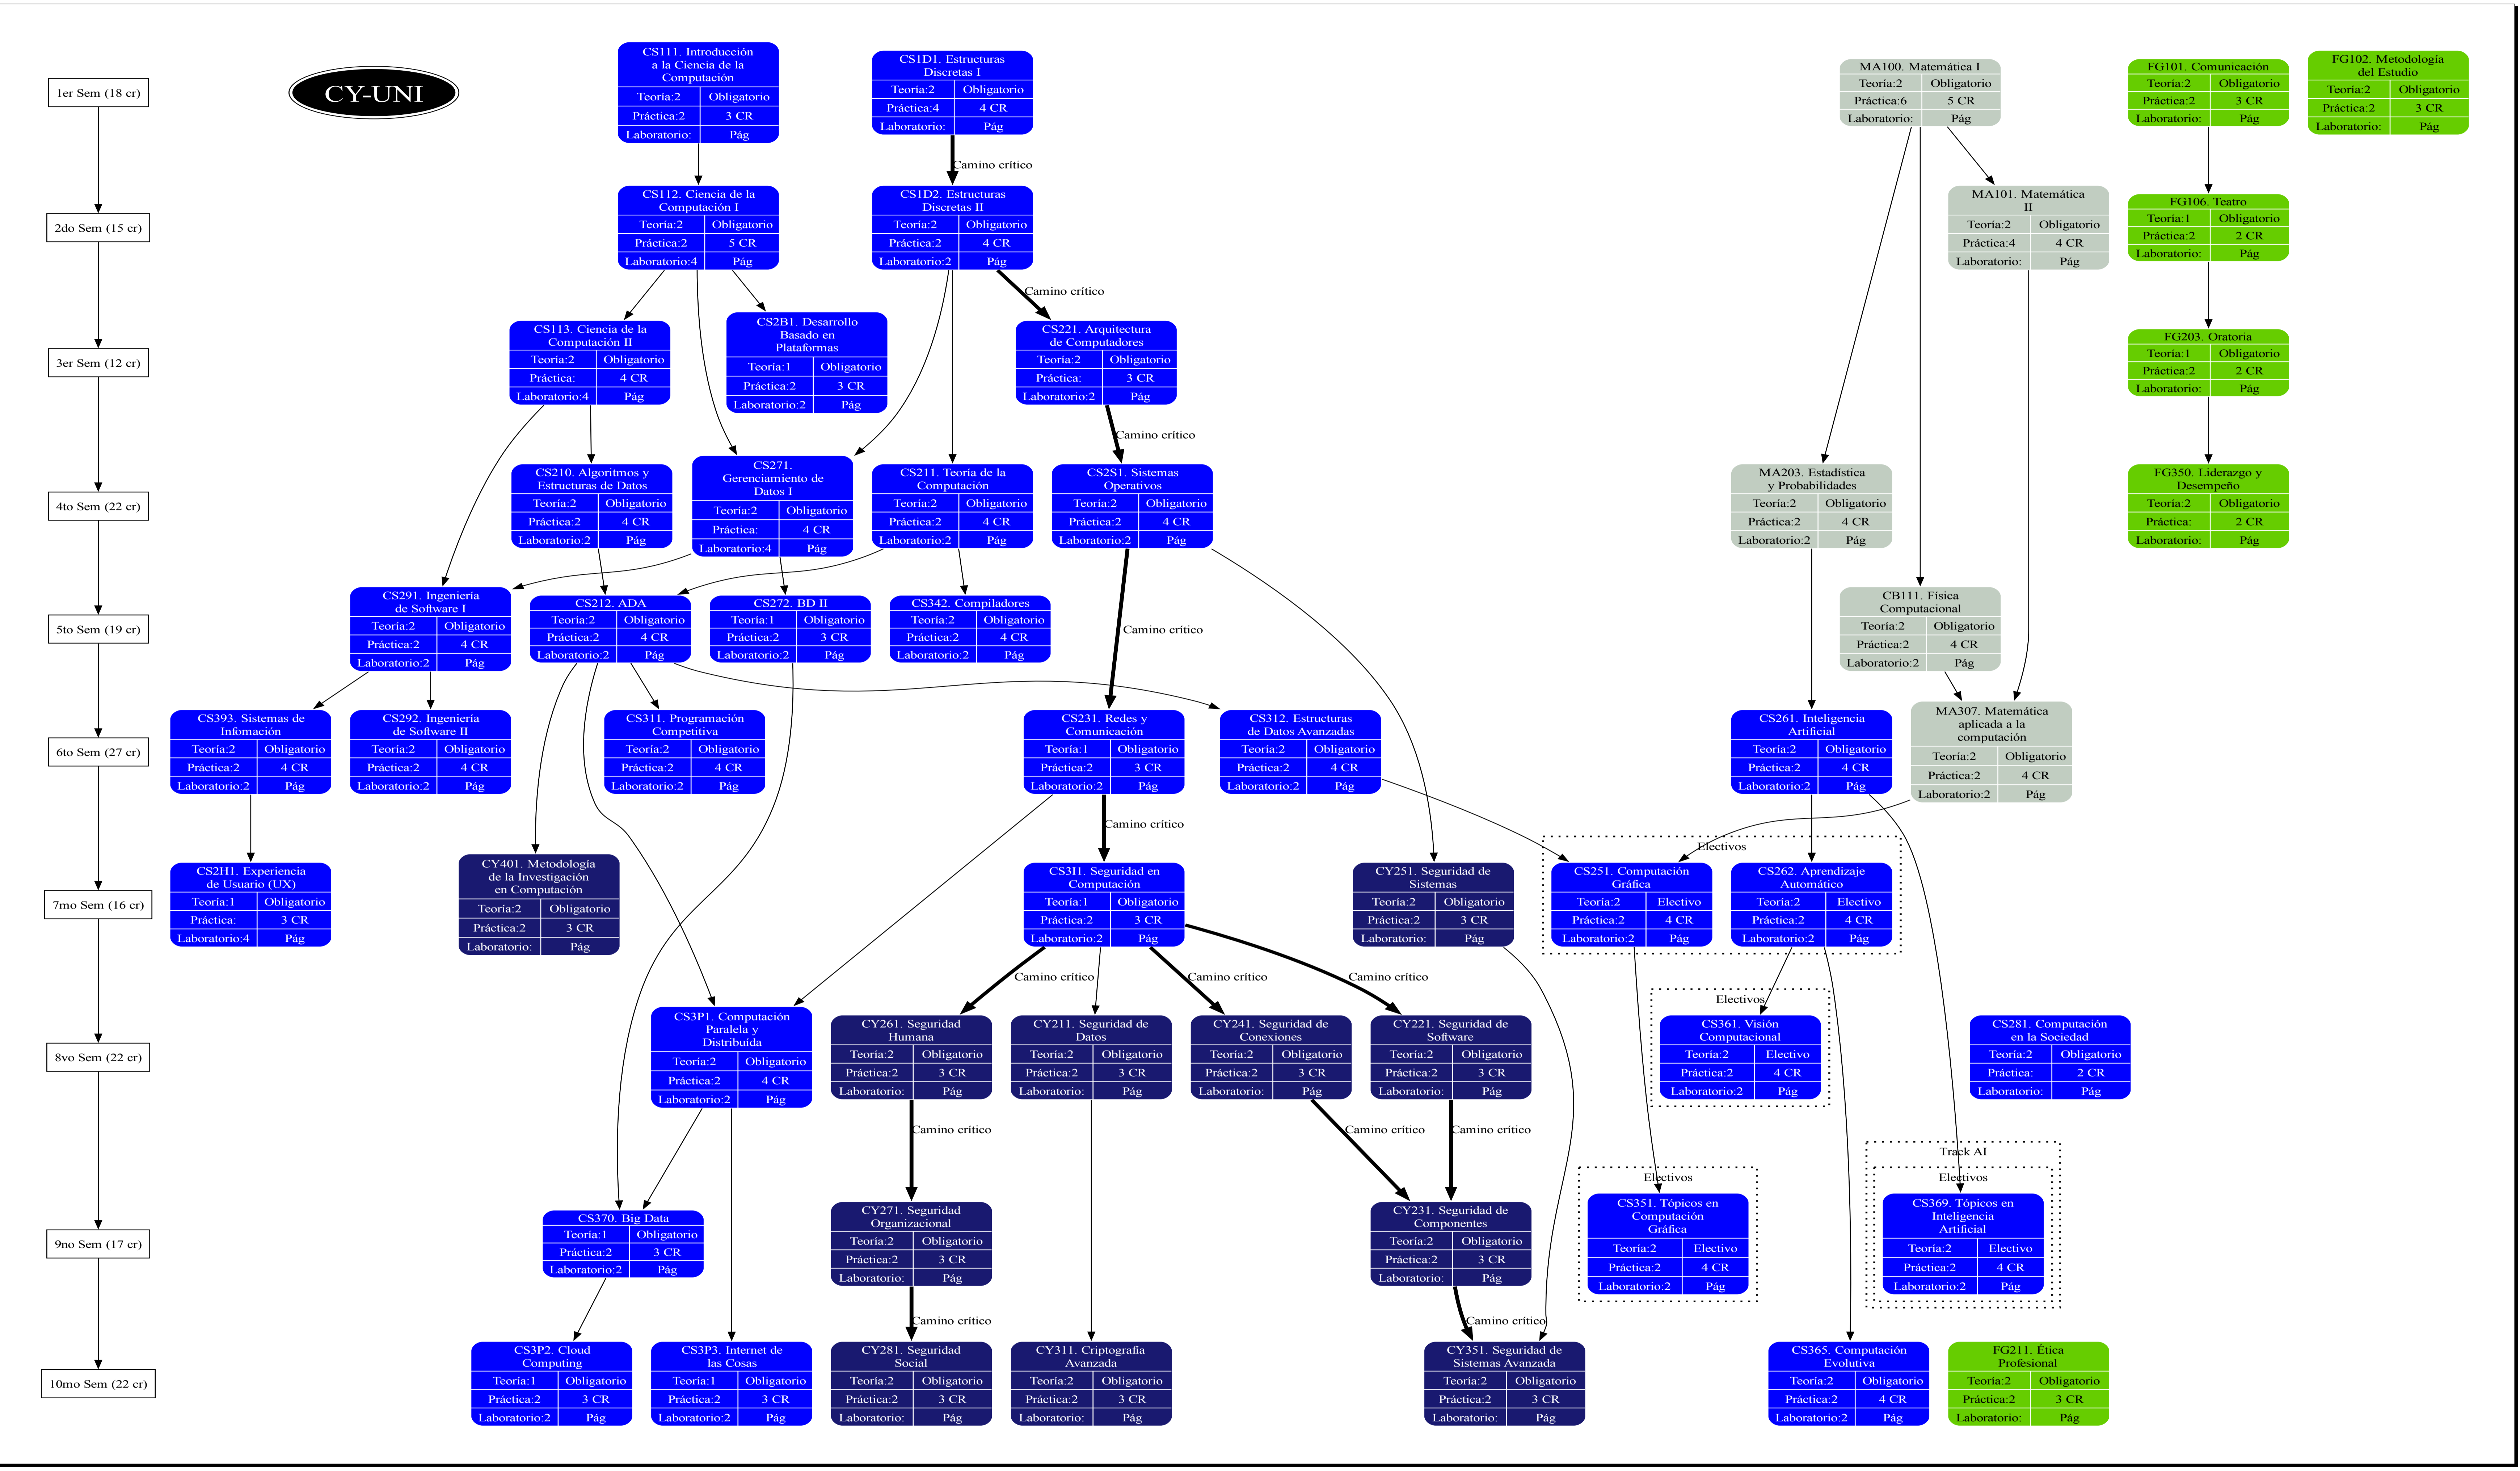 CY-UNI
1er Sem (18 cr)
CS111. Introducción
a la Ciencia de la
Computación
Teoría:2 Obligatorio
Práctica:2 3 CR
Laboratorio: Pág
CS1D1. Estructuras
Discretas I
Teoría:2 Obligatorio
Práctica:4 4 CR
Laboratorio: Pág
MA100. Matemática I
Teoría:2 Obligatorio
Práctica:6 5 CR
Laboratorio: Pág
FG101. Comunicación
Teoría:2 Obligatorio
Práctica:2 3 CR
Laboratorio: Pág
FG102. Metodología
del Estudio
Teoría:2 Obligatorio
Práctica:2 3 CR
Laboratorio: Pág
Camino crítico
2do Sem (15 cr)
CS112. Ciencia de la
Computación I
Teoría:2 Obligatorio
Práctica:2 5 CR
Laboratorio:4 Pág
CS1D2. Estructuras
Discretas II
Teoría:2 Obligatorio
Práctica:2 4 CR
Laboratorio:2 Pág
MA101. Matemática
II
Teoría:2 Obligatorio
Práctica:4 4 CR
Laboratorio: Pág
FG106. Teatro
Teoría:1 Obligatorio
Práctica:2 2 CR
Laboratorio: Pág
Camino crítico
3er Sem (12 cr)
CS113. Ciencia de la
Computación II
Teoría:2 Obligatorio
Práctica: 4 CR
Laboratorio:4 Pág
CS2B1. Desarrollo
Basado en
Plataformas
Teoría:1 Obligatorio
Práctica:2 3 CR
Laboratorio:2 Pág
CS221. Arquitectura
de Computadores
Teoría:2 Obligatorio
Práctica: 3 CR
Laboratorio:2 Pág
FG203. Oratoria
Teoría:1 Obligatorio
Práctica:2 2 CR
Laboratorio: Pág
Camino crítico
4to Sem (22 cr)
CS210. Algoritmos y
Estructuras de Datos
Teoría:2 Obligatorio
Práctica:2 4 CR
Laboratorio:2 Pág
CS271.
Gerenciamiento de
Datos I
Teoría:2 Obligatorio
Práctica: 4 CR
Laboratorio:4 Pág
CS211. Teoría de la
Computación
Teoría:2 Obligatorio
Práctica:2 4 CR
Laboratorio:2 Pág
CS2S1. Sistemas
Operativos
Teoría:2 Obligatorio
Práctica:2 4 CR
Laboratorio:2 Pág
MA203. Estadística
y Probabilidades
Teoría:2 Obligatorio
Práctica:2 4 CR
Laboratorio:2 Pág
FG350. Liderazgo y
Desempeño
Teoría:2 Obligatorio
Práctica: 2 CR
Laboratorio: Pág
5to Sem (19 cr)
CS291. Ingeniería
de Software I
Teoría:2 Obligatorio
Práctica:2 4 CR
Laboratorio:2 Pág
CS212. ADA
Teoría:2 Obligatorio
Práctica:2 4 CR
Laboratorio:2 Pág
CS272. BD II
Teoría:1 Obligatorio
Práctica:2 3 CR
Laboratorio:2 Pág
CS342. Compiladores
Teoría:2 Obligatorio
Práctica:2 4 CR
Laboratorio:2 Pág
Camino crítico
CB111. Física
Computacional
Teoría:2 Obligatorio
Práctica:2 4 CR
Laboratorio:2 Pág
6to Sem (27 cr)
CS393. Sistemas de
Infomación
Teoría:2 Obligatorio
Práctica:2 4 CR
Laboratorio:2 Pág
CS292. Ingeniería
de Software II
Teoría:2 Obligatorio
Práctica:2 4 CR
Laboratorio:2 Pág
CS311. Programación
Competitiva
Teoría:2 Obligatorio
Práctica:2 4 CR
Laboratorio:2 Pág
CS231. Redes y
Comunicación
Teoría:1 Obligatorio
Práctica:2 3 CR
Laboratorio:2 Pág
CS312. Estructuras
de Datos Avanzadas
Teoría:2 Obligatorio
Práctica:2 4 CR
Laboratorio:2 Pág
CS261. Inteligencia
Artificial
Teoría:2 Obligatorio
Práctica:2 4 CR
Laboratorio:2 Pág
MA307. Matemática
aplicada a la
computación
Teoría:2 Obligatorio
Práctica:2 4 CR
Laboratorio:2 Pág
Camino crítico
Electivos
7mo Sem (16 cr)
CS2H1. Experiencia
de Usuario (UX)
Teoría:1 Obligatorio
Práctica: 3 CR
Laboratorio:4 Pág
CY401. Metodología
de la Investigación
en Computación
Teoría:2 Obligatorio
Práctica:2 3 CR
Laboratorio: Pág
CS3I1. Seguridad en
Computación
Teoría:1 Obligatorio
Práctica:2 3 CR
Laboratorio:2 Pág
CY251. Seguridad de
Sistemas
Teoría:2 Obligatorio
Práctica:2 3 CR
Laboratorio: Pág
CS251. Computación
Gráfica
Teoría:2 Electivo
Práctica:2 4 CR
Laboratorio:2 Pág
CS262. Aprendizaje
Automático
Teoría:2 Electivo
Práctica:2 4 CR
Laboratorio:2 Pág
Camino crítico
Camino crítico
Camino crítico
Electivos
8vo Sem (22 cr)
CS3P1. Computación
Paralela y
Distribuída
Teoría:2 Obligatorio
Práctica:2 4 CR
Laboratorio:2 Pág
CY261. Seguridad
Humana
Teoría:2 Obligatorio
Práctica:2 3 CR
Laboratorio: Pág
CY211. Seguridad de
Datos
Teoría:2 Obligatorio
Práctica:2 3 CR
Laboratorio: Pág
CY241. Seguridad de
Conexiones
Teoría:2 Obligatorio
Práctica:2 3 CR
Laboratorio: Pág
CY221. Seguridad de
Software
Teoría:2 Obligatorio
Práctica:2 3 CR
Laboratorio: Pág
CS361. Visión
Computacional
Teoría:2 Electivo
Práctica:2 4 CR
Laboratorio:2 Pág
CS281. Computación
en la Sociedad
Teoría:2 Obligatorio
Práctica: 2 CR
Laboratorio: Pág
Camino crítico
Camino crítico
Camino crítico
Track AI
Electivos
Electivos
9no Sem (17 cr)
CS370. Big Data
Teoría:1 Obligatorio
Práctica:2 3 CR
Laboratorio:2 Pág
CY271. Seguridad
Organizacional
Teoría:2 Obligatorio
Práctica:2 3 CR
Laboratorio: Pág
CY231. Seguridad de
Componentes
Teoría:2 Obligatorio
Práctica:2 3 CR
Laboratorio: Pág
CS351. Tópicos en
Computación
Gráfica
Teoría:2 Electivo
Práctica:2 4 CR
Laboratorio:2 Pág
CS369. Tópicos en
Inteligencia
Artificial
Teoría:2 Electivo
Práctica:2 4 CR
Laboratorio:2 Pág
Camino crítico
Camino crítico
10mo Sem (22 cr)
CS3P2. Cloud
Computing
Teoría:1 Obligatorio
Práctica:2 3 CR
Laboratorio:2 Pág
CS3P3. Internet de
las Cosas
Teoría:1 Obligatorio
Práctica:2 3 CR
Laboratorio:2 Pág
CY281. Seguridad
Social
Teoría:2 Obligatorio
Práctica:2 3 CR
Laboratorio: Pág
CY311. Criptografía
Avanzada
Teoría:2 Obligatorio
Práctica:2 3 CR
Laboratorio: Pág
CY351. Seguridad de
Sistemas Avanzada
Teoría:2 Obligatorio
Práctica:2 3 CR
Laboratorio: Pág
CS365. Computación
Evolutiva
Teoría:2 Obligatorio
Práctica:2 4 CR
Laboratorio:2 Pág
FG211. Ética
Profesional
Teoría:2 Obligatorio
Práctica:2 3 CR
Laboratorio: Pág